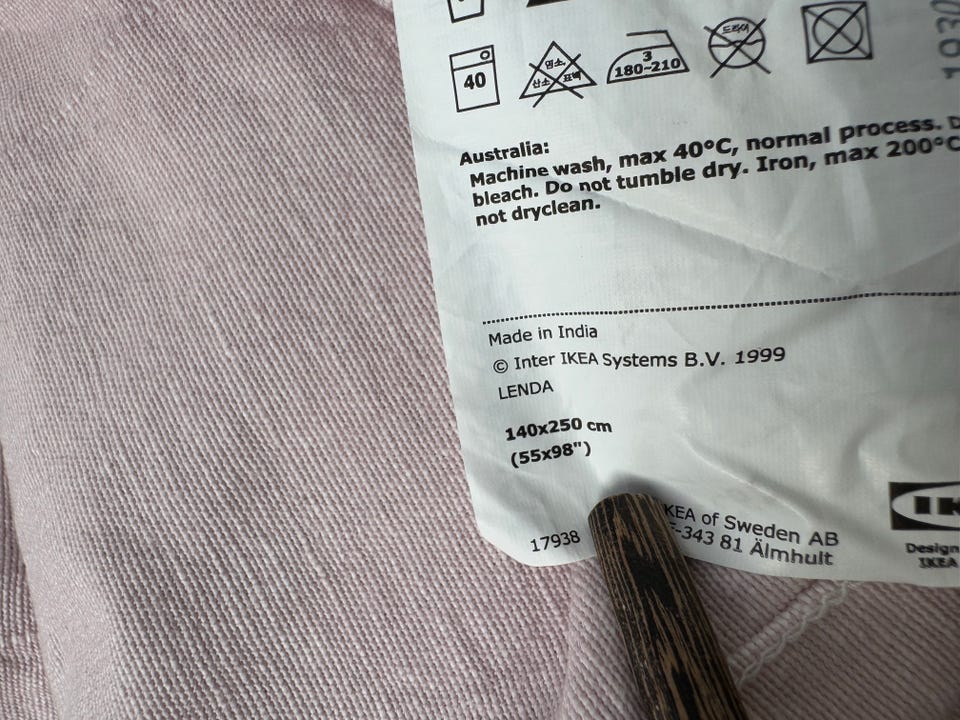 40
염소,
산소 표백
3
180~210
드라이
Australia:
Machine wash, max 40°C, normal process.
bleach. Do not tumble dry. Iron, max 200°C
not dryclean.
Made in India
© Inter IKEA Systems B.V. 1999
LENDA
140x250 cm
(55x98")
17938
KEA of Sweden AB
-343 81 Älmhult
IK
Design
IKEA